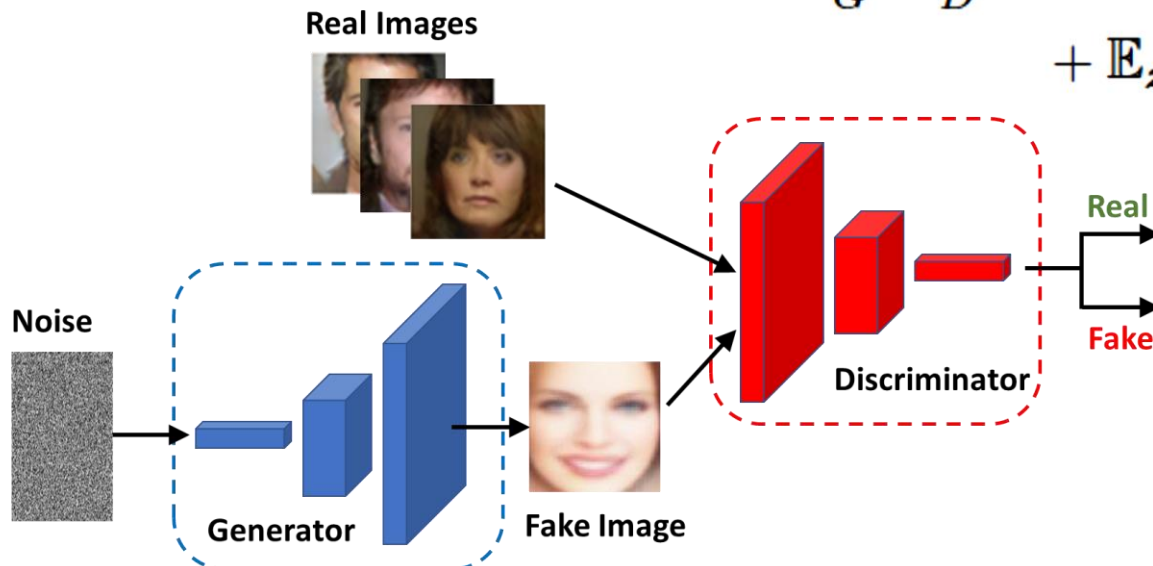 G D
Real Images
+ 𝔼
Real
Noise
Fake
Discriminator
Generator
Fake Image